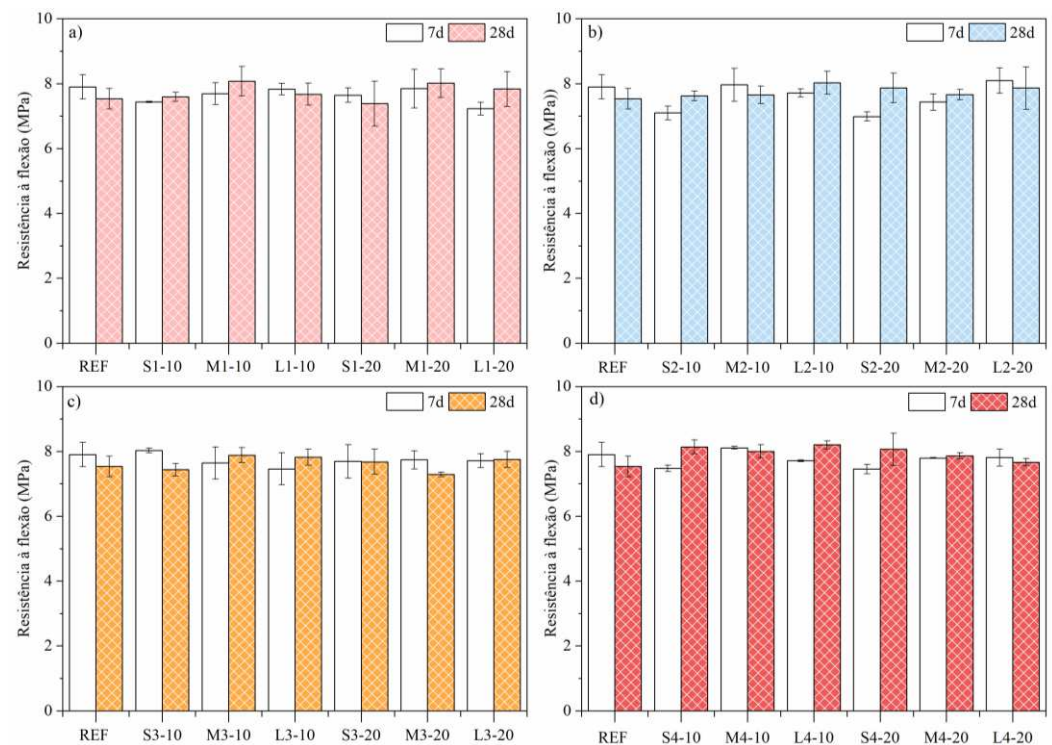 a)
7d 28d
Resistência à flexão (MPa)
10
8
6
4
2
0
REF S1-10 M1-10 L1-10 S1-20 M1-20 L1-20
b)
7d 28d
Resistência à flexão (MPa))
10
8
6
4
2
0
REF S2-10 M2-10 L2-10 S2-20 M2-20 L2-20
c)
7d 28d
Resistência à flexão (MPa)
10
8
6
4
2
0
REF S3-10 M3-10 L3-10 S3-20 M3-20 L3-20
d)
7d 28d
Resistência à flexão (MPa)
10
8
6
4
2
0
REF S4-10 M4-10 L4-10 S4-20 M4-20 L4-20